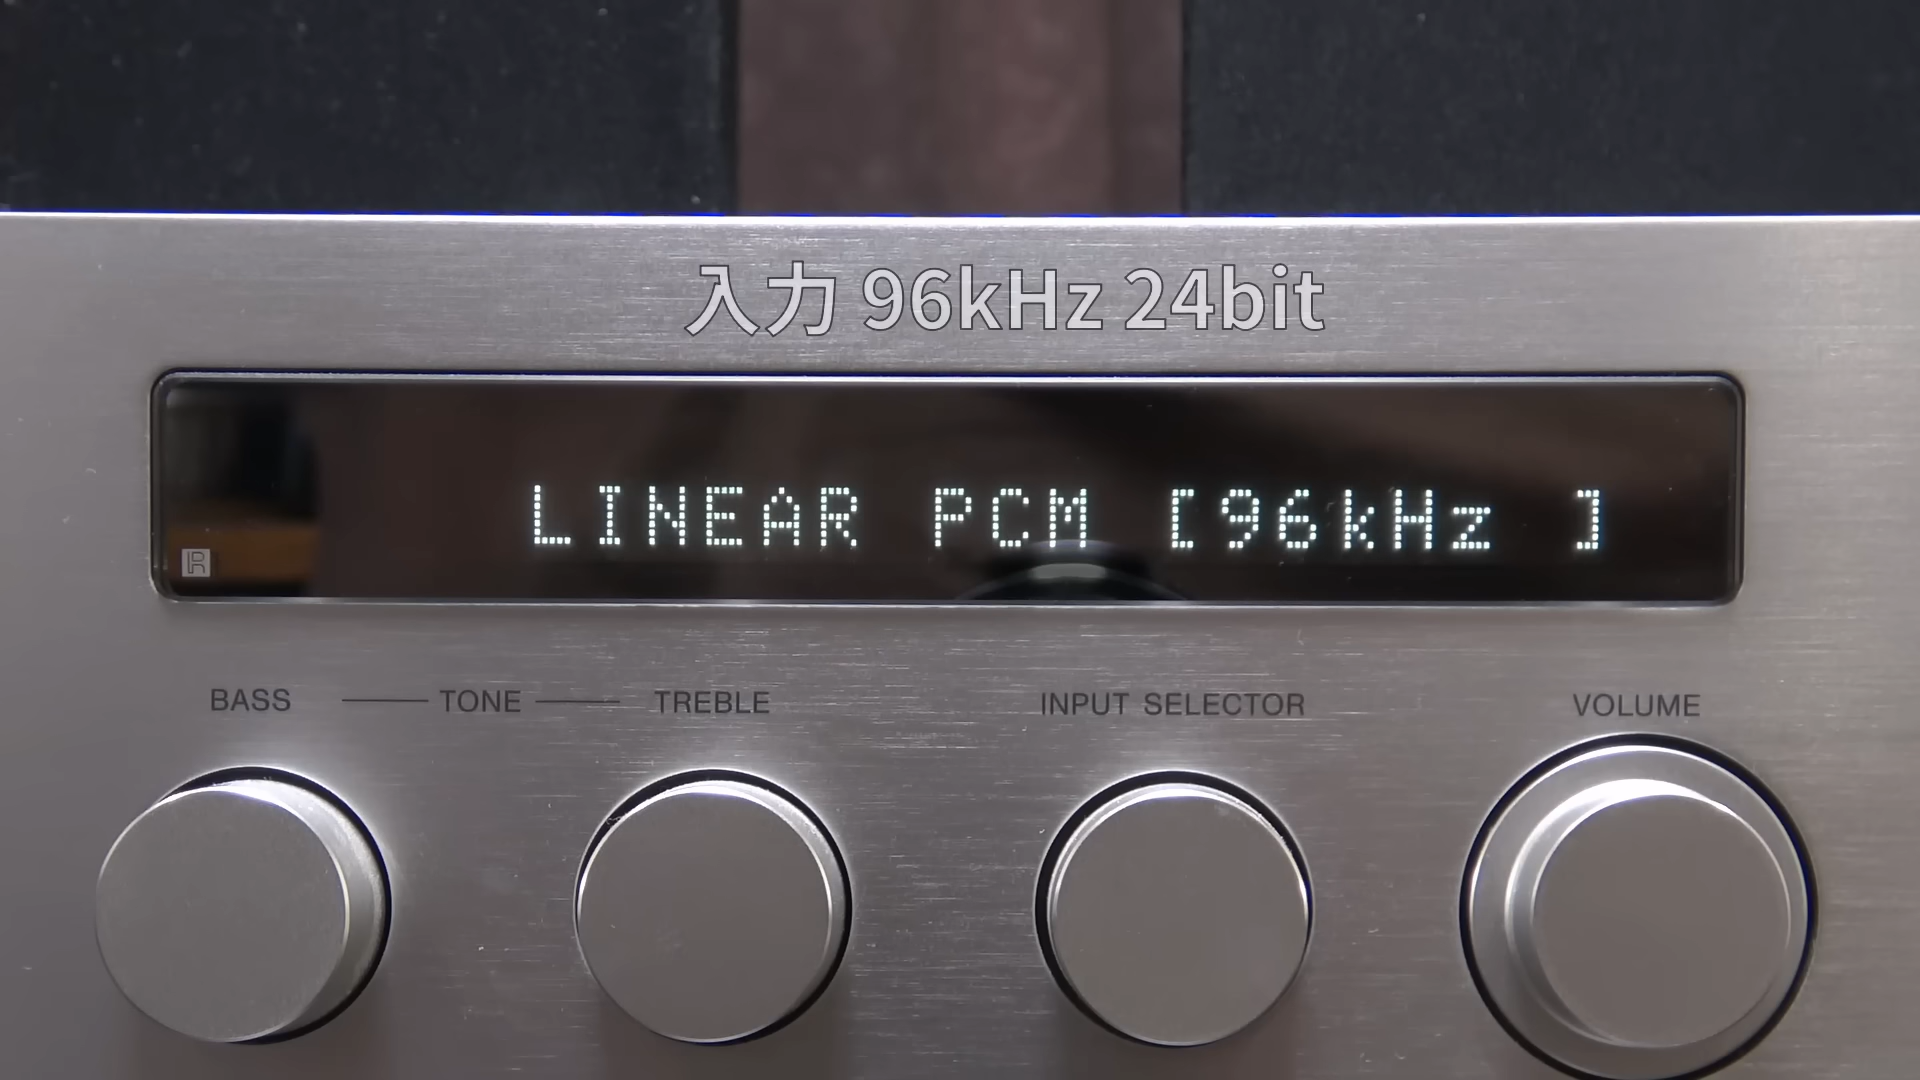 入力 96kHz 24bit
LINEAR PCM [96kHz ]
R
BASS TONE TREBLE INPUT SELECTOR VOLUME